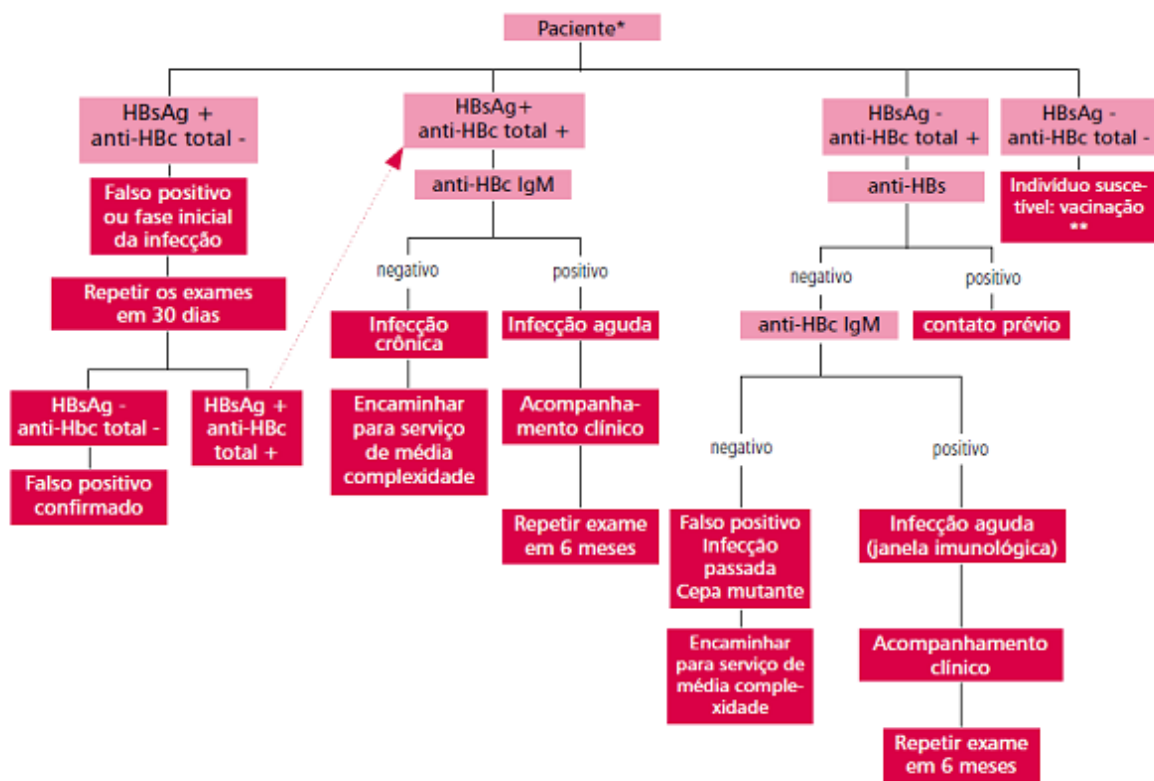 Paciente*
HBsAg +
anti-HBc total -
Falso positivo
ou fase inicial
da infecção
Repetir os exames
em 30 dias
HBsAg -
anti-Hbc total -
Falso positivo
confirmado
HBsAg +
anti-HBc
total +
HBsAg+
anti-HBc total +
anti-HBc IgM
negativo
Infecção
crônica
Encaminhar
para serviço
de média
complexidade
positivo
Infecção aguda
Acompanha-
mento clínico
Repetir exame
em 6 meses
HBsAg -
anti-HBc total +
anti-HBs
negativo
anti-HBc IgM
negativo
Falso positivo
Infecção
passada
Cepa mutante
Encaminhar
para serviço de
média comple-
xidade
positivo
Infecção aguda
(janela imunológica)
Acompanhamento
clínico
Repetir exame
em 6 meses
positivo
contato prévio
HBsAg -
anti-HBc total -
Indivíduo susce-
tível: vacinação
**